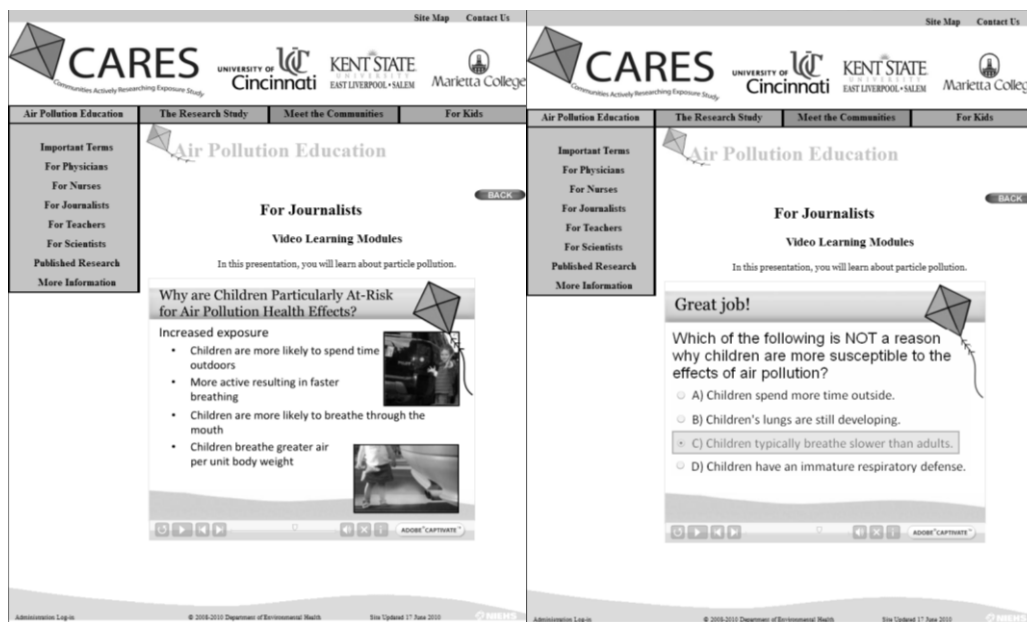 Site Map Contact Us
CARES
Communities Actively Researching Exposure Study
UNIVERSITY OF
Cincinnati
KENT STATE
UNIVERSITY
EAST LIVERPOOL • SALEM
Marietta College
Air Pollution Education The Research Study Meet the Communities For Kids
Important Terms
For Physicians
For Nurses
For Journalists
For Teachers
For Scientists
Published Research
More Information
Air Pollution Education
BACK
For Journalists
Video Learning Modules
In this presentation, you will learn about particle pollution.
Why are Children Particularly At-Risk
for Air Pollution Health Effects?
Increased exposure
• Children are more likely to spend time
outdoors
• More active resulting in faster
breathing
• Children are more likely to breathe through the
mouth
• Children breathe greater air
per unit body weight
ADOBE® CAPTIVATE™
Administration Log-in © 2008-2010 Department of Environmental Health Site Updated 17 June 2010 NIEHS
Site Map Contact Us
CARES
Communities Actively Researching Exposure Study
UNIVERSITY OF
Cincinnati
KENT STATE
UNIVERSITY
EAST LIVERPOOL • SALEM
Marietta College
Air Pollution Education The Research Study Meet the Communities For Kids
Important Terms
For Physicians
For Nurses
For Journalists
For Teachers
For Scientists
Published Research
More Information
Air Pollution Education
BACK
For Journalists
Video Learning Modules
In this presentation, you will learn about particle pollution.
Great job!
Which of the following is NOT a reason
why children are more susceptible to the
effects of air pollution?
A) Children spend more time outside.
B) Children's lungs are still developing.
C) Children typically breathe slower than adults.
D) Children have an immature respiratory defense.
ADOBE® CAPTIVATE™
Administration Log-in © 2008-2010 Department of Environmental Health Site Updated 17 June 2010 NIEHS